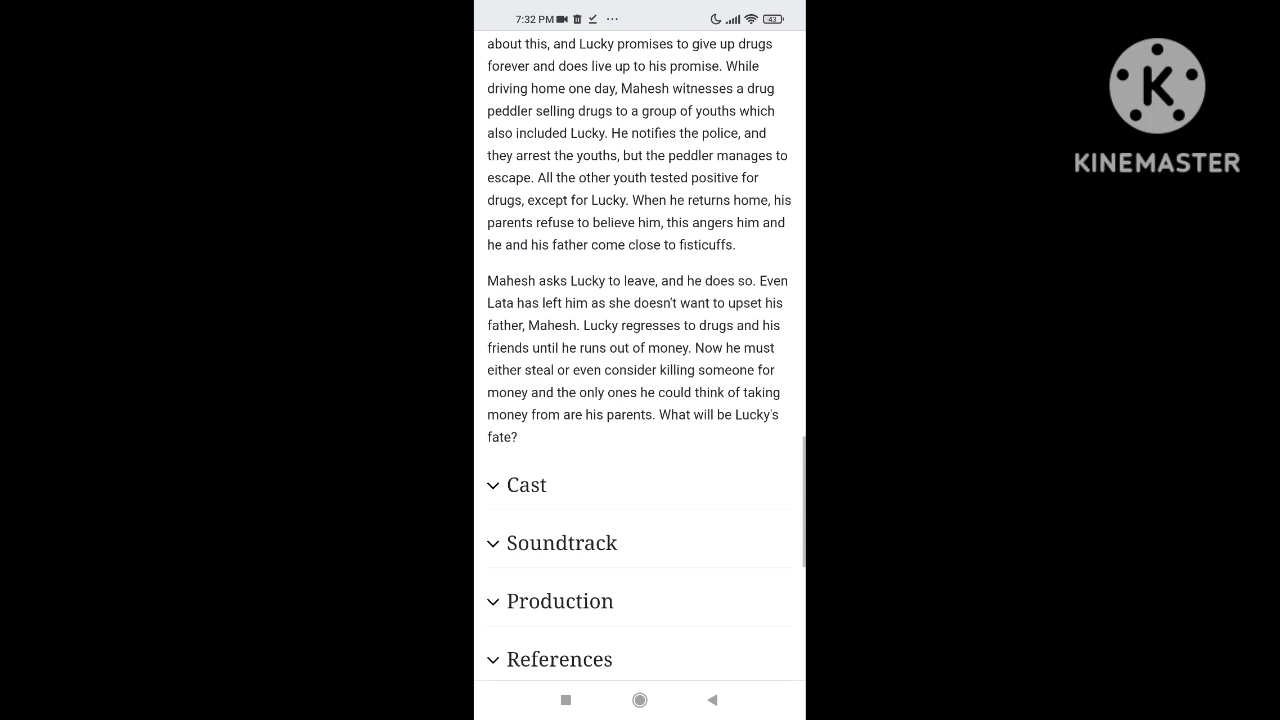 7:32 PM
43
about this, and Lucky promises to give up drugs
forever and does live up to his promise. While
driving home one day, Mahesh witnesses a drug
peddler selling drugs to a group of youths which
also included Lucky. He notifies the police, and
they arrest the youths, but the peddler manages to
escape. All the other youth tested positive for
drugs, except for Lucky. When he returns home, his
parents refuse to believe him, this angers him and
he and his father come close to fisticuffs.
Mahesh asks Lucky to leave, and he does so. Even
Lata has left him as she doesn't want to upset his
father, Mahesh. Lucky regresses to drugs and his
friends until he runs out of money. Now he must
either steal or even consider killing someone for
money and the only ones he could think of taking
money from are his parents. What will be Lucky's
fate?
Cast
Soundtrack
Production
References
K
KINEMASTER